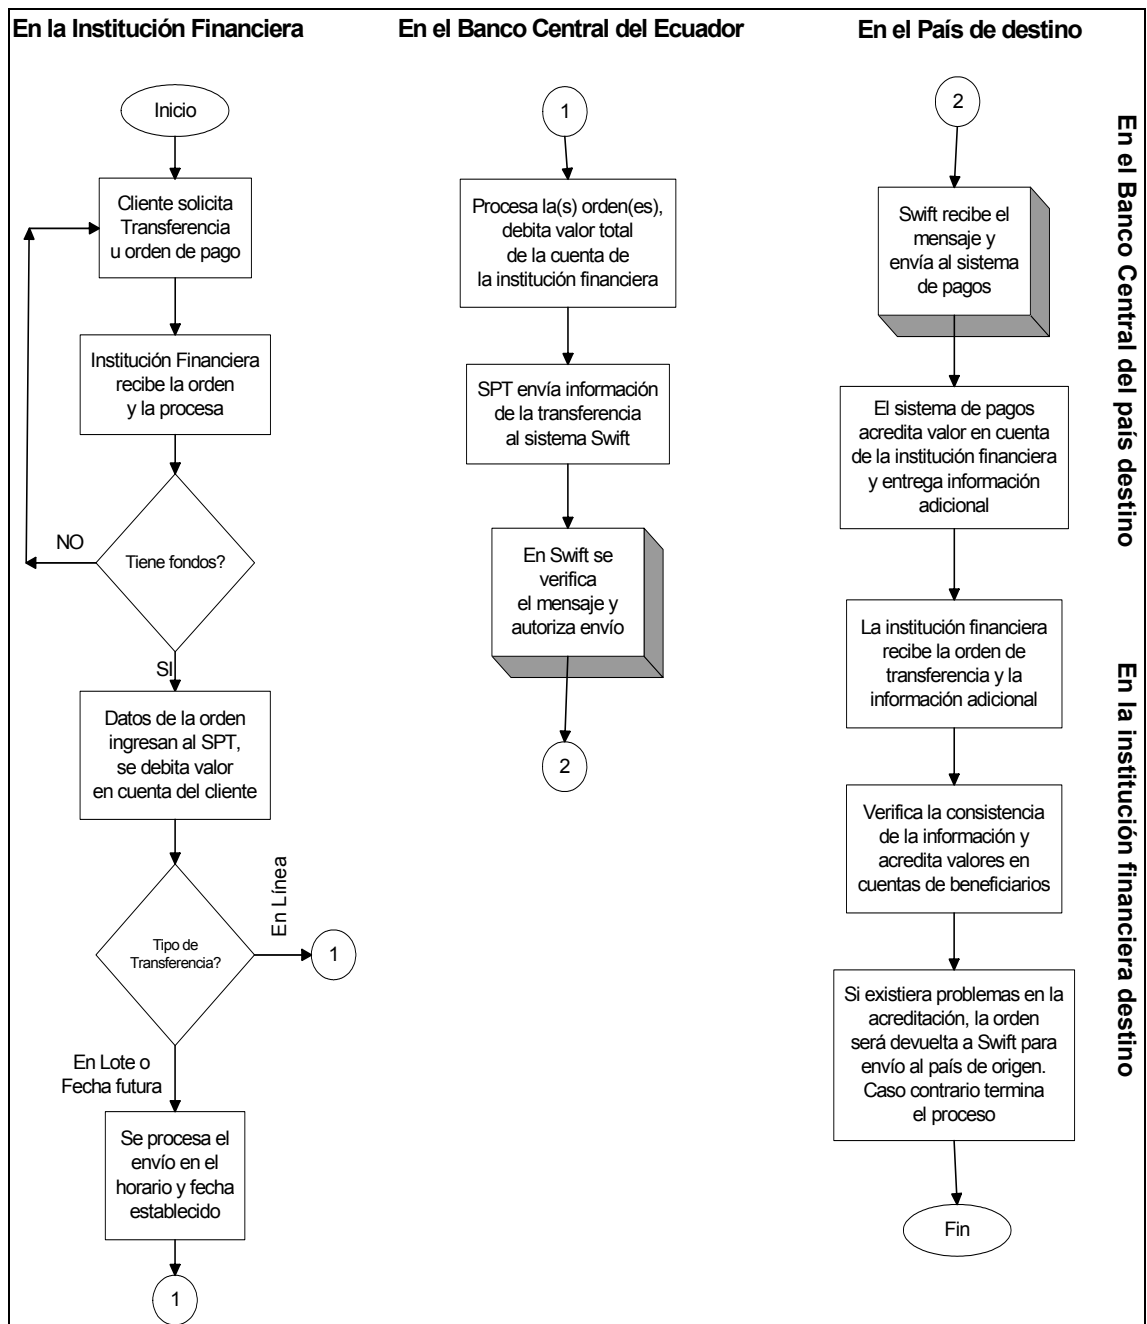 En la Institución Financiera
Inicio
Cliente solicita
Transferencia
u orden de pago
Institución Financiera
recibe la orden
y la procesa
NO
Tiene fondos?
SI
Datos de la orden
ingresan al SPT,
se debita valor
en cuenta del cliente
En Línea
Tipo de
Transferencia?
1
En Lote o
Fecha futura
Se procesa el
envío en el
horario y fecha
establecido
1
En el Banco Central del Ecuador
1
Procesa la(s) orden(es),
debita valor total
de la cuenta de
la institución financiera
SPT envía información
de la transferencia
al sistema Swift
En Swift se
verifica
el mensaje y
autoriza envío
2
En el País de destino
2
Swift recibe el
mensaje y
envía al sistema
de pagos
El sistema de pagos
acredita valor en cuenta
de la institución financiera
y entrega información
adicional
La institución financiera
recibe la orden de
transferencia y la
información adicional
Verifica la consistencia
de la información y
acredita valores en
cuentas de beneficiarios
Si existiera problemas en la
acreditación, la orden
será devuelta a Swift para
envío al país de origen.
Caso contrario termina
el proceso
Fin
En el Banco Central del país destino
En la institución financiera destino